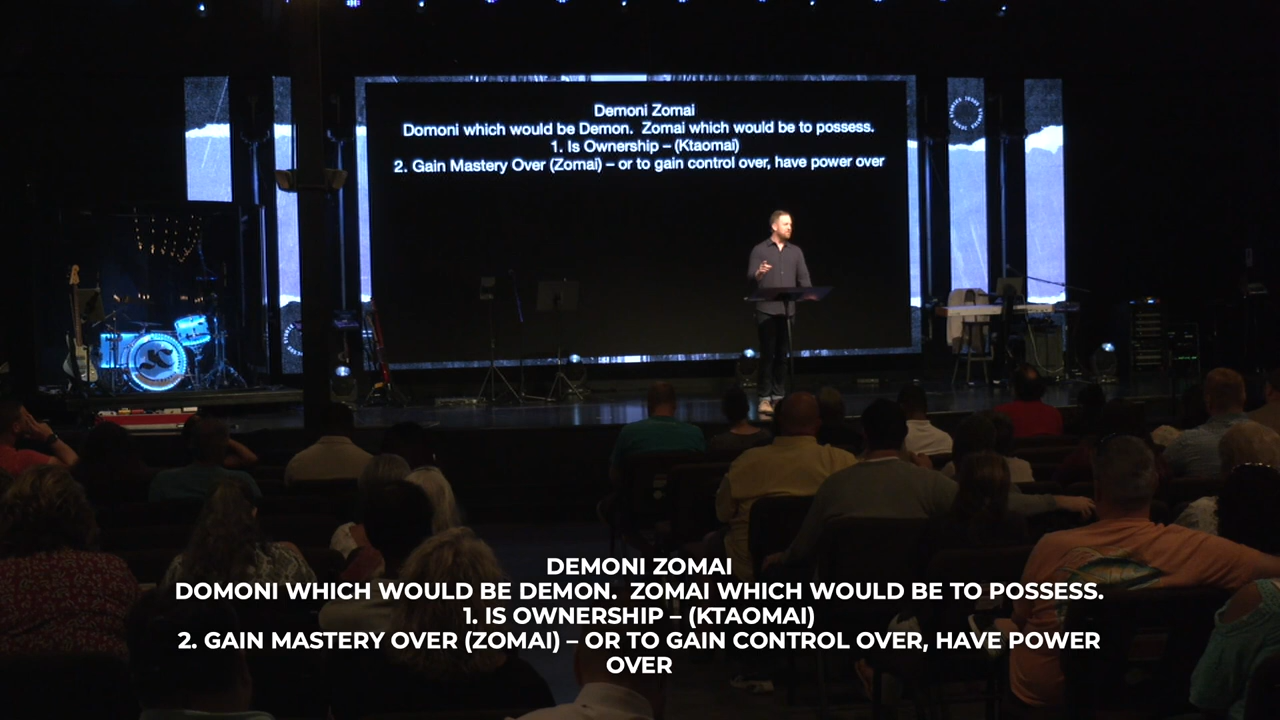 Demoni Zomai
Domoni which would be Demon.  Zomai which would be to possess.
1. Is Ownership – (Ktaomai)
2. Gain Mastery Over (Zomai) – or to gain control over, have power over
DEMONI ZOMAI
DOMONI WHICH WOULD BE DEMON.  ZOMAI WHICH WOULD BE TO POSSESS.
1. IS OWNERSHIP – (KTAOMAI)
2. GAIN MASTERY OVER (ZOMAI) – OR TO GAIN CONTROL OVER, HAVE POWER
OVER